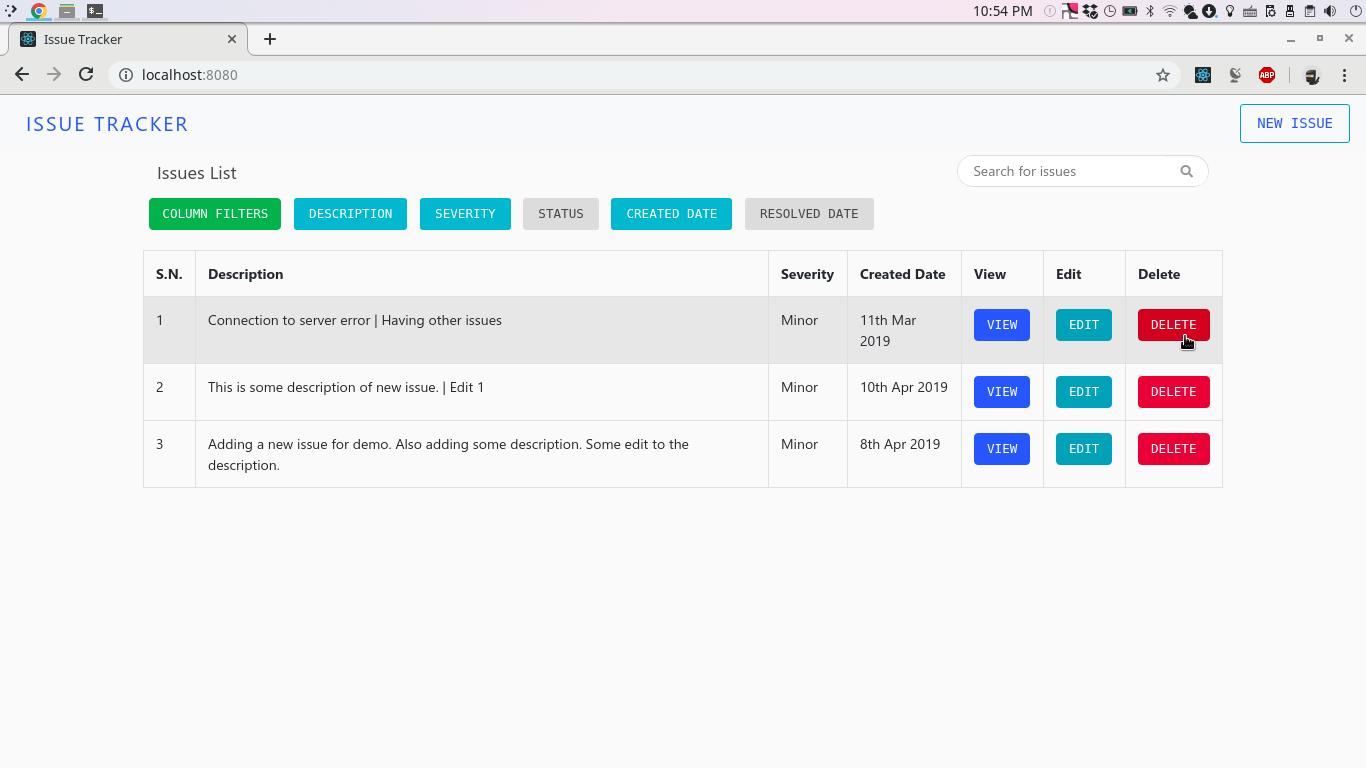 10:54 PM
Issue Tracker
localhost:8080
ABP
ISSUE TRACKER
NEW ISSUE
Issues List
Search for issues
COLUMN FILTERS DESCRIPTION SEVERITY STATUS CREATED DATE RESOLVED DATE
S.N. Description Severity Created Date View Edit Delete
1 Connection to server error | Having other issues Minor 11th Mar VIEW EDIT DELETE
2019
2 This is some description of new issue. | Edit 1 Minor 10th Apr 2019 VIEW EDIT DELETE
3 Adding a new issue for demo. Also adding some description. Some edit to the Minor 8th Apr 2019 VIEW EDIT DELETE
description.